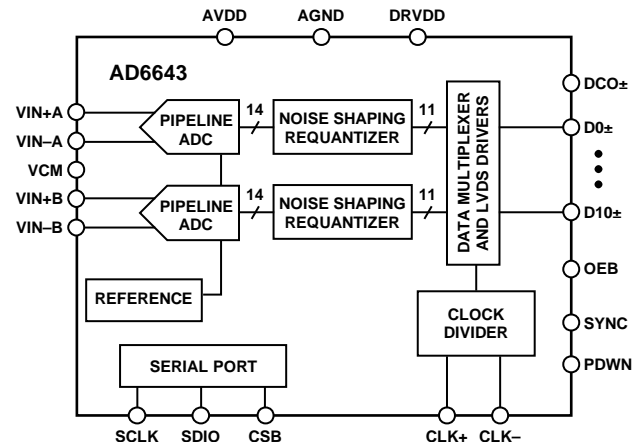 AVDD AGND DRVDD
AD6643
DCO±
VIN+A
PIPELINE
ADC
14
NOISE SHAPING
REQUANTIZER
11
DATA MULTIPLEXER
AND LVDS DRIVERS
D0±
VIN–A
VCM
VIN+B
PIPELINE
ADC
14
NOISE SHAPING
REQUANTIZER
11
D10±
VIN–B
OEB
REFERENCE
CLOCK
DIVIDER
SYNC
SERIAL PORT
PDWN
SCLK SDIO CSB CLK+ CLK–